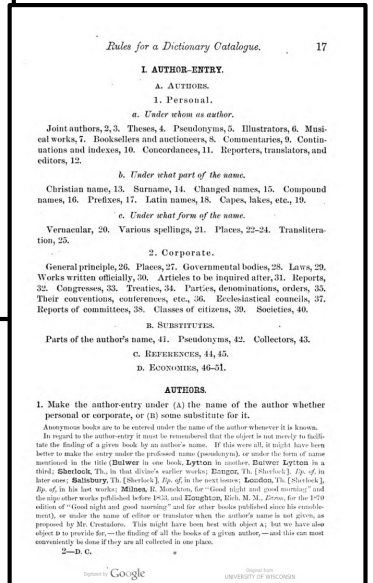 Rules for a Dictionary Catalogue. 17
I. AUTHOR-ENTRY.
A. AUTHORS.
1. Personal.
a. Under whom as author.
Joint authors, 2, 3. Theses, 4. Pseudonyms, 5. Illustrators, 6. Musi-
cal works, 7. Booksellers and auctioneers, 8. Commentaries, 9. Contin-
uations and indexes, 10. Concordances, 11. Reporters, translators, and
editors, 12.
b. Under what part of the name.
Christian name, 13. Surname, 14. Changed names, 15. Compound
names, 16. Prefixes, 17. Latin names, 18. Capes, lakes, etc., 19.
c. Under what form of the name.
Vernacular, 20. Various spellings, 21. Places, 22-24. Translitera-
tion, 25.
2. Corporate.
General principle, 26. Places, 27. Governmental bodies, 28. Laws, 29.
Works written officially, 30. Articles to be inquired after, 31. Reports,
32. Congresses, 33. Treaties, 34. Parties, denominations, orders, 35.
Their conventions, conferences, etc., 36. Ecclesiastical councils, 37.
Reports of committees, 38. Classes of citizens, 39. Societies, 40.
B. SUBSTITUTES.
Parts of the author's name, 41. Pseudonyms, 42. Collectors, 43.
C. REFERENCES, 44, 45.
D. ECONOMIES, 46-51.
AUTHORS.
1. Make the author-entry under (A) the name of the author whether
personal or corporate, or (B) some substitute for it.
Anonymous books are to be entered under the name of the author whenever it is known.
In regard to the author-entry it must be remembered that the object is not merely to facili-
tate the finding of a given book by an author's name. If this were all, it might have been
better to make the entry under the professed name (pseudonym), or under the form of name
mentioned in the title (Bulwer in one book, Lytton in another, Bulwer Lytton in a
third; Sherlock, Th., in that divine's earlier works; Bangor, Th. [Sherlock], Bp. of, in
later ones; Salisbury, Th. [Sherlock], Bp. of, in the next issues; London, Th. [Sherlock],
Bp. of, in his last works; Milnes, R. Monckton, for "Good night and good morning" and
the nine other works published before 1863, and Houghton, Rich. M. M., Baron, for the 1870
edition of "Good night and good morning" and for other books published since his ennoble-
ment), or under the name of editor or translator when the author's name is not given, as
proposed by Mr. Crestadoro. This might have been best with object A; but we have also
object D to provide for,—the finding of all the books of a given author,—and this can most
conveniently be done if they are all collected in one place.
2—D. C.
Digitized by Google
Original from
UNIVERSITY OF WISCONSIN